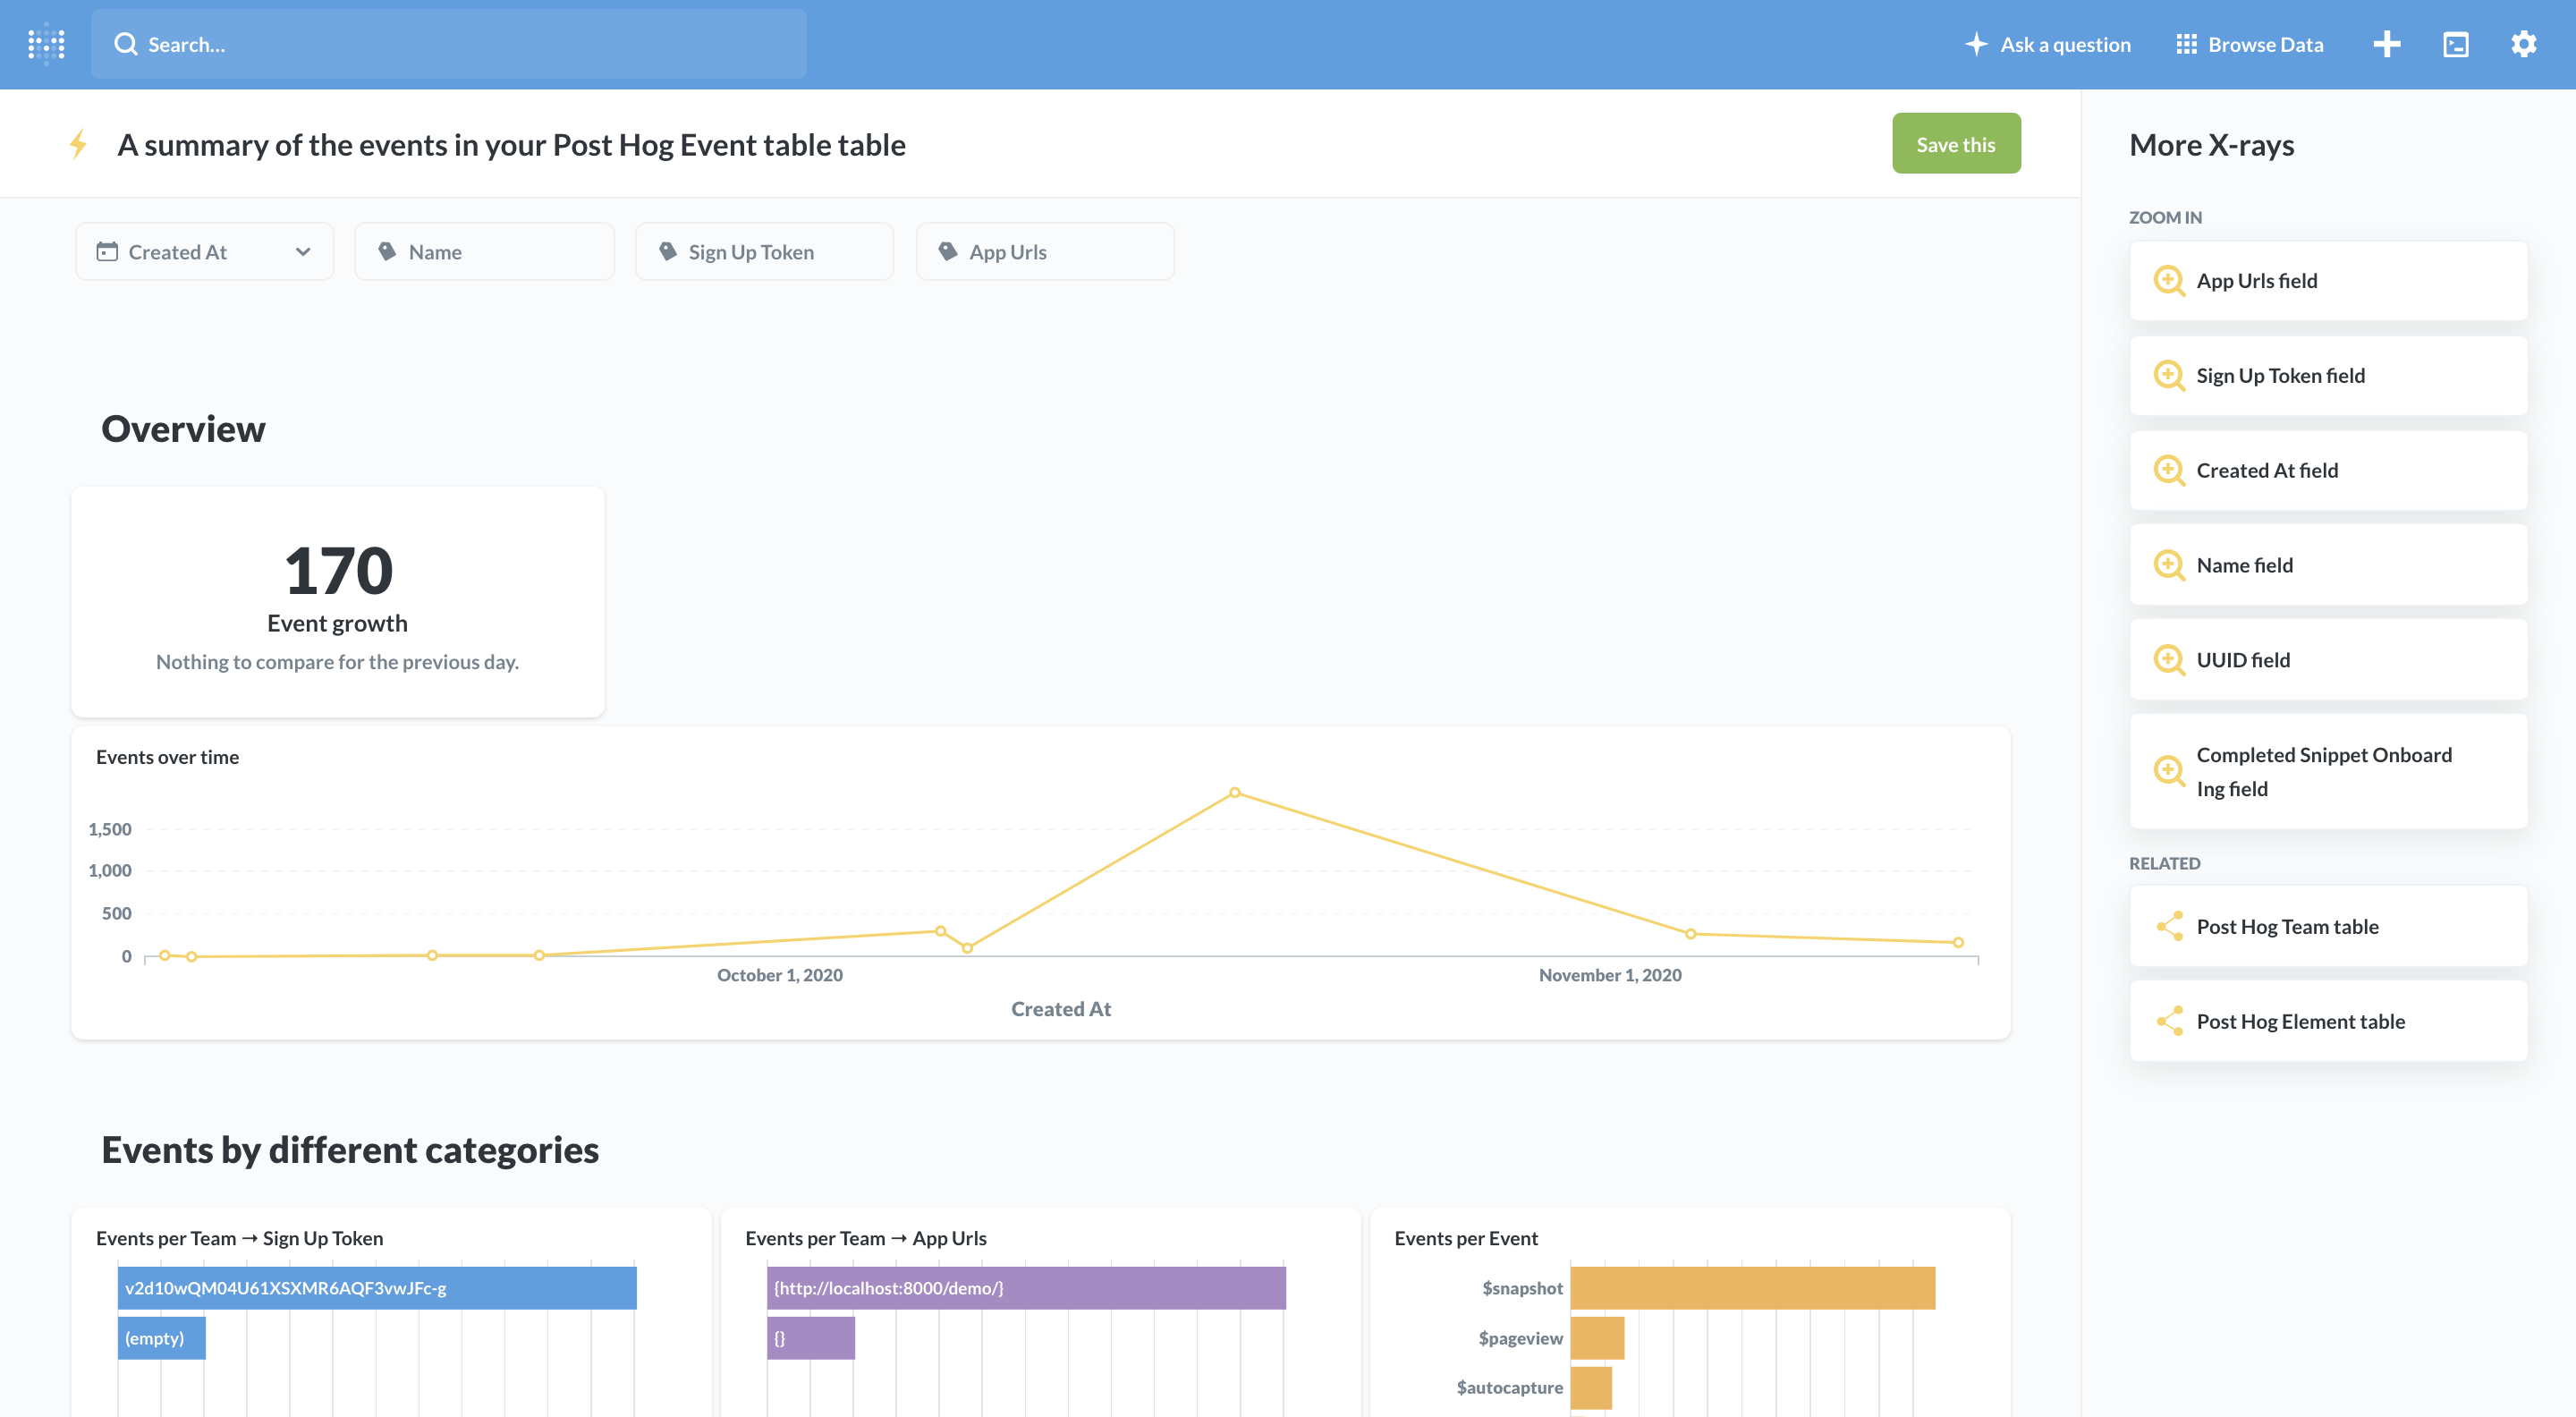 Search...
Ask a question
Browse Data
A summary of the events in your Post Hog Event table table
Save this
Created At
Name
Sign Up Token
App Urls
Overview
170
Event growth
Nothing to compare for the previous day.
Events over time
1,500
1,000
500
0
October 1, 2020
November 1, 2020
Created At
Events by different categories
Events per Team → Sign Up Token
v2d10wQM04U61XSXMR6AQF3vwJFc-g
(empty)
Events per Team → App Urls
{http://localhost:8000/demo/}
{}
Events per Event
$snapshot
$pageview
$autocapture
More X-rays
ZOOM IN
App Urls field
Sign Up Token field
Created At field
Name field
UUID field
Completed Snippet Onboard
Ing field
RELATED
Post Hog Team table
Post Hog Element table